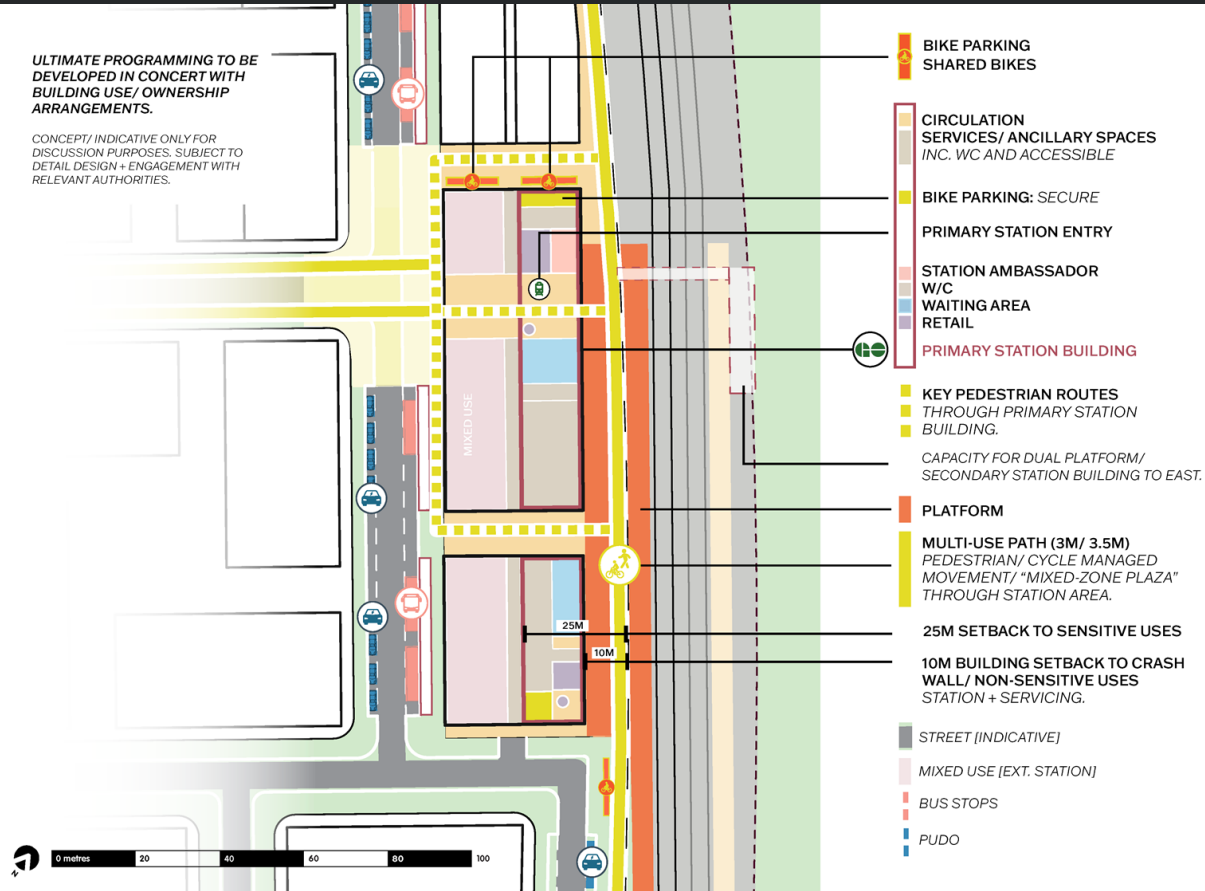 ULTIMATE PROGRAMMING TO BE
DEVELOPED IN CONCERT WITH
BUILDING USE/ OWNERSHIP
ARRANGEMENTS.
CONCEPT/ INDICATIVE ONLY FOR
DISCUSSION PURPOSES. SUBJECT TO
DETAIL DESIGN + ENGAGEMENT WITH
RELEVANT AUTHORITIES.
BIKE PARKING
SHARED BIKES
CIRCULATION
SERVICES/ ANCILLARY SPACES
INC. WC AND ACCESSIBLE
BIKE PARKING: SECURE
PRIMARY STATION ENTRY
STATION AMBASSADOR
W/C
WAITING AREA
RETAIL
GO
PRIMARY STATION BUILDING
KEY PEDESTRIAN ROUTES
THROUGH PRIMARY STATION
BUILDING.
MIXED USE
CAPACITY FOR DUAL PLATFORM/
SECONDARY STATION BUILDING TO EAST.
PLATFORM
MULTI-USE PATH (3M/ 3.5M)
PEDESTRIAN/ CYCLE MANAGED
MOVEMENT/ “MIXED-ZONE PLAZA”
THROUGH STATION AREA.
25M
25M SETBACK TO SENSITIVE USES
10M
10M BUILDING SETBACK TO CRASH
WALL/ NON-SENSITIVE USES
STATION + SERVICING.
STREET [INDICATIVE]
MIXED USE [EXT. STATION]
BUS STOPS
PUDO
N
0 metres 20 40 60 80 100